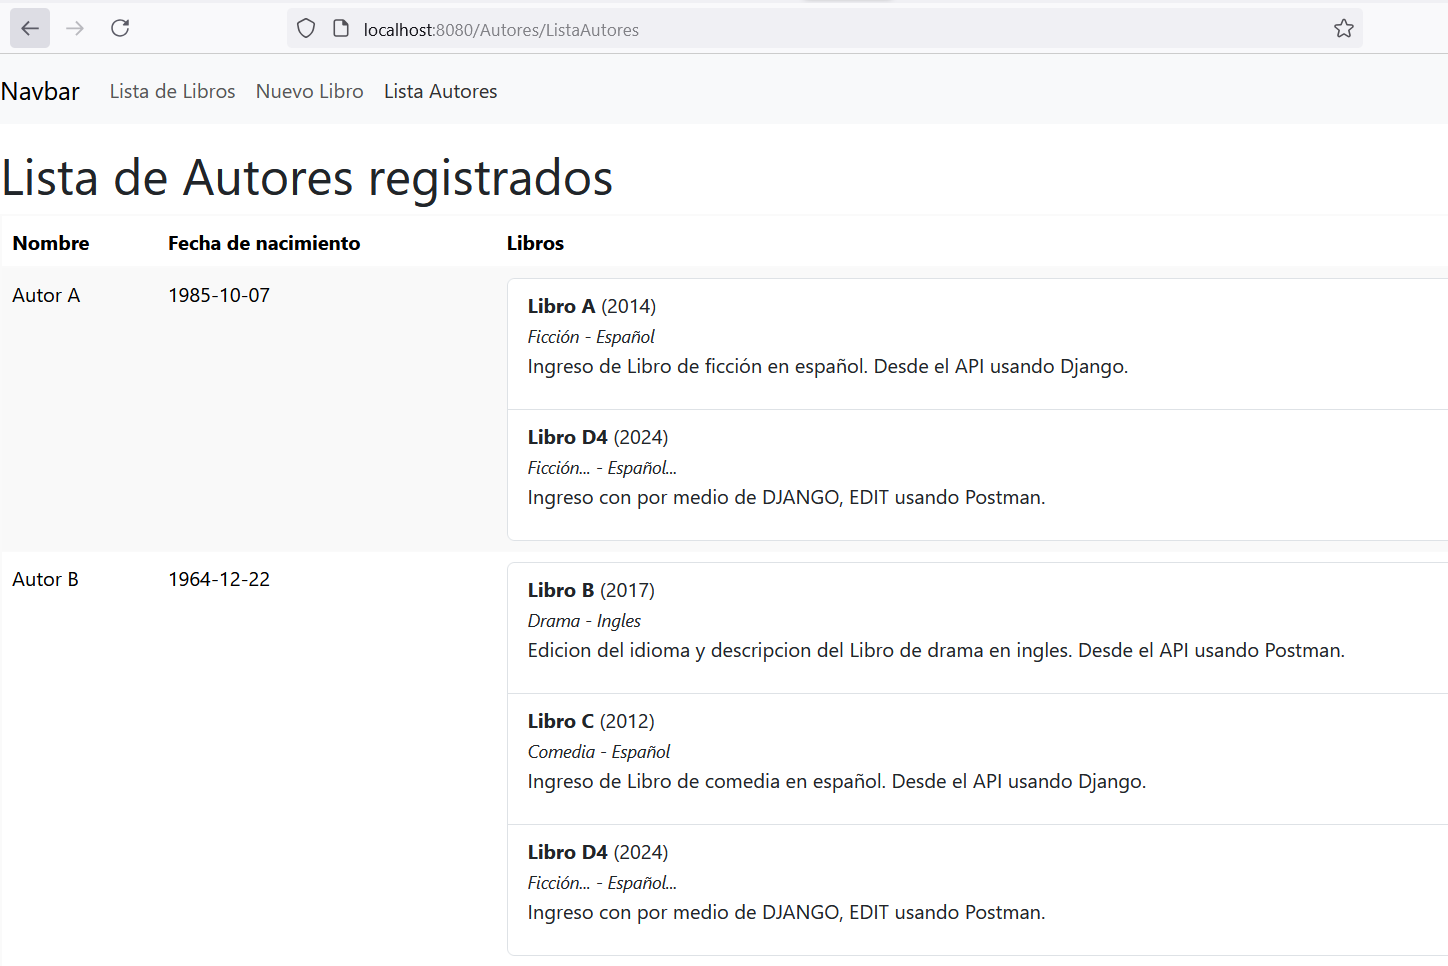 localhost:8080/Autores/ListaAutores
Navbar Lista de Libros Nuevo Libro Lista Autores
Lista de Autores registrados
Nombre Fecha de nacimiento Libros
Autor A 1985-10-07
Libro A (2014)
Ficción - Español
Ingreso de Libro de ficción en español. Desde el API usando Django.
Libro D4 (2024)
Ficción... - Español...
Ingreso con por medio de DJANGO, EDIT usando Postman.
Autor B 1964-12-22
Libro B (2017)
Drama - Ingles
Edicion del idioma y descripcion del Libro de drama en ingles. Desde el API usando Postman.
Libro C (2012)
Comedia - Español
Ingreso de Libro de comedia en español. Desde el API usando Django.
Libro D4 (2024)
Ficción... - Español...
Ingreso con por medio de DJANGO, EDIT usando Postman.